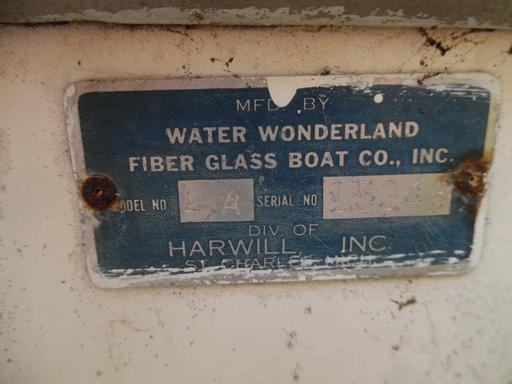 MFD. BY
WATER WONDERLAND
FIBER GLASS BOAT CO., INC.
MODEL NO A SERIAL NO
DIV. OF
HARWILL, INC.
ST. CHARLES, MICH.